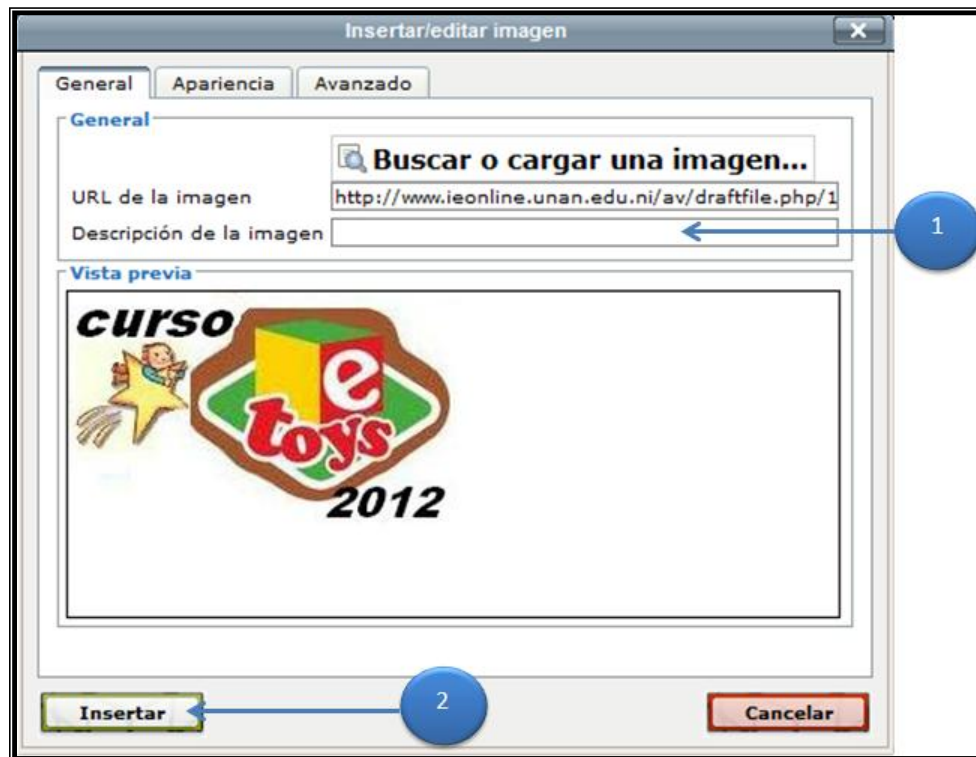 Insertar/editar imagen
General Apariencia Avanzado
General
Buscar o cargar una imagen...
URL de la imagen http://www.ieonline.unan.edu.ni/av/draftfile.php/1
Descripción de la imagen
1
Vista previa
curso
e
toys
2012
Insertar
2
Cancelar